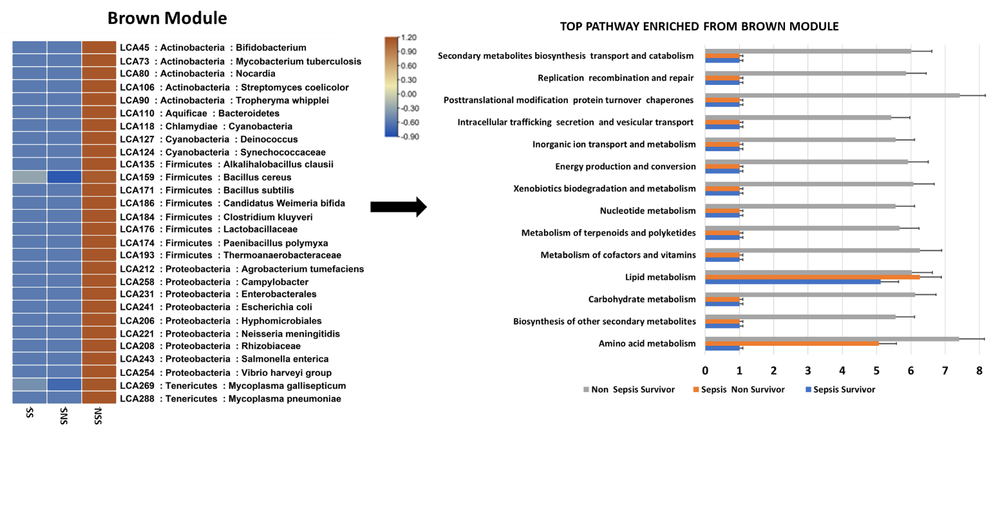 Brown Module
LCA45 : Actinobacteria : Bifidobacterium
LCA73 : Actinobacteria : Mycobacterium tuberculosis
LCA80 : Actinobacteria : Nocardia
LCA106 : Actinobacteria : Streptomyces coelicolor
LCA90 : Actinobacteria : Tropheryma whipplei
LCA110 : Aquificae : Bacteroidetes
LCA118 : Chlamydiae : Cyanobacteria
LCA127 : Cyanobacteria : Deinococcus
LCA124 : Cyanobacteria : Synechococcaceae
LCA135 : Firmicutes : Alkalihalobacillus clausii
LCA159 : Firmicutes : Bacillus cereus
LCA171 : Firmicutes : Bacillus subtilis
LCA186 : Firmicutes : Candidatus Weimeria bifida
LCA184 : Firmicutes : Clostridium kluyveri
LCA176 : Firmicutes : Lactobacillaceae
LCA174 : Firmicutes : Paenibacillus polymyxa
LCA193 : Firmicutes : Thermoanaerobacteraceae
LCA212 : Proteobacteria : Agrobacterium tumefaciens
LCA258 : Proteobacteria : Campylobacter
LCA231 : Proteobacteria : Enterobacterales
LCA241 : Proteobacteria : Escherichia coli
LCA206 : Proteobacteria : Hyphomicrobiales
LCA221 : Proteobacteria : Neisseria meningitidis
LCA208 : Proteobacteria : Rhizobiaceae
LCA243 : Proteobacteria : Salmonella enterica
LCA254 : Proteobacteria : Vibrio harveyi group
LCA269 : Tenericutes : Mycoplasma gallisepticum
LCA288 : Tenericutes : Mycoplasma pneumoniae
SS
SNS
NSS
1.20
0.90
0.60
0.30
0.00
-0.30
-0.60
-0.90
TOP PATHWAY ENRICHED FROM BROWN MODULE
Secondary metabolites biosynthesis transport and catabolism
Replication recombination and repair
Posttranslational modification protein turnover chaperones
Intracellular trafficking secretion and vesicular transport
Inorganic ion transport and metabolism
Energy production and conversion
Xenobiotics biodegradation and metabolism
Nucleotide metabolism
Metabolism of terpenoids and polyketides
Metabolism of cofactors and vitamins
Lipid metabolism
Carbohydrate metabolism
Biosynthesis of other secondary metabolites
Amino acid metabolism
0 1 2 3 4 5 6 7 8
Non Sepsis Survivor Sepsis Non Survivor Sepsis Survivor